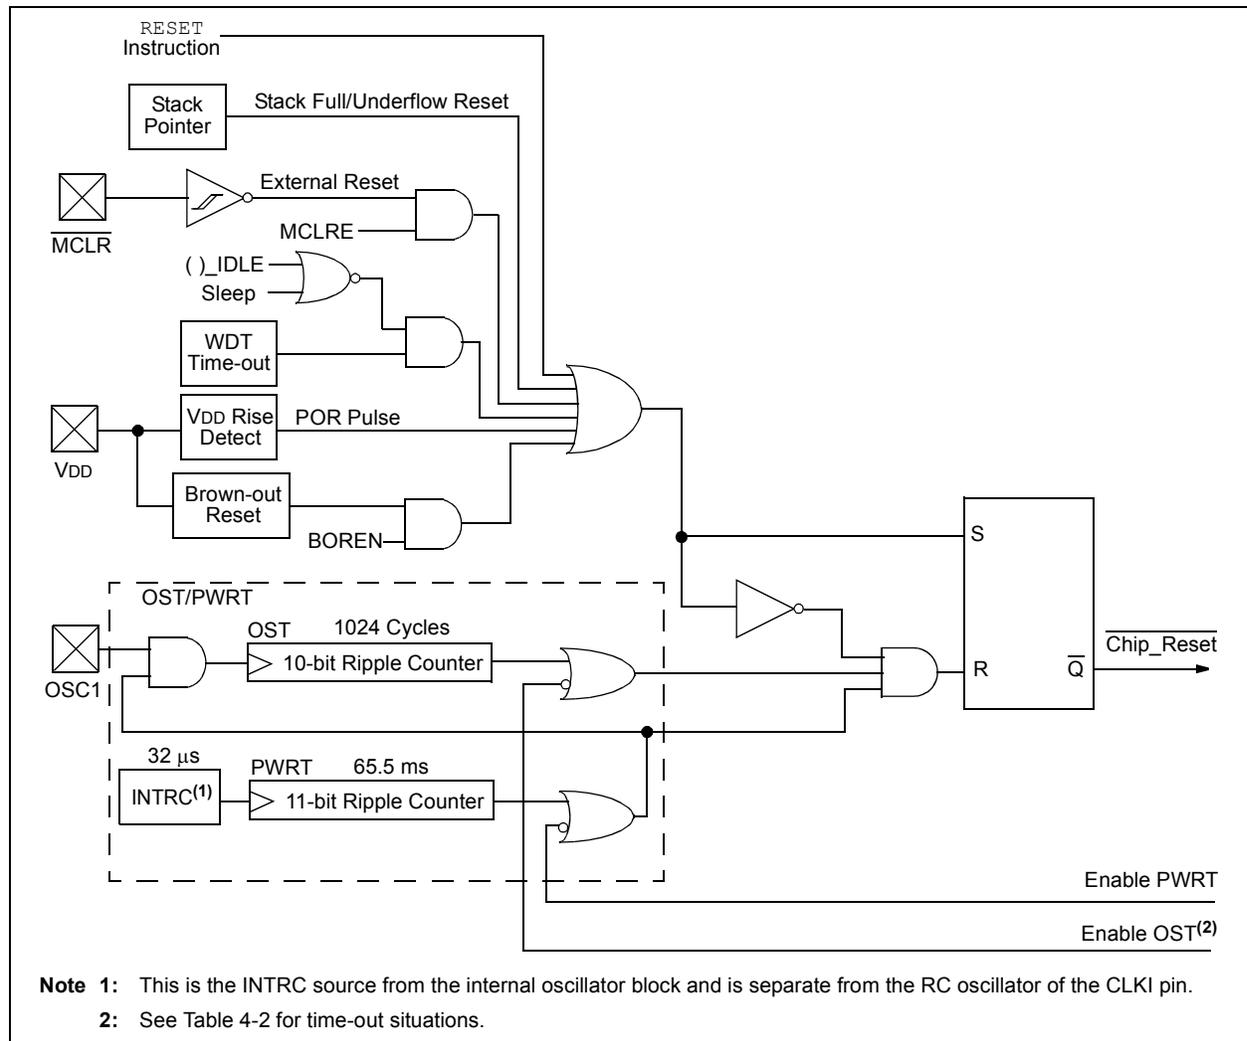 RESET
Instruction
Stack
Pointer
Stack Full/Underflow Reset
External Reset
MCLR
MCLRE
( )_IDLE
Sleep
WDT
Time-out
VDD Rise
Detect
POR Pulse
VDD
Brown-out
Reset
BOREN
S
OST/PWRT
OST
1024 Cycles
10-bit Ripple Counter
OSC1
Chip_Reset
R
Q
32 μs
INTRC(1)
PWRT
65.5 ms
11-bit Ripple Counter
Enable PWRT
Enable OST(2)
Note 1: This is the INTRC source from the internal oscillator block and is separate from the RC oscillator of the CLKI pin.
2: See Table 4-2 for time-out situations.